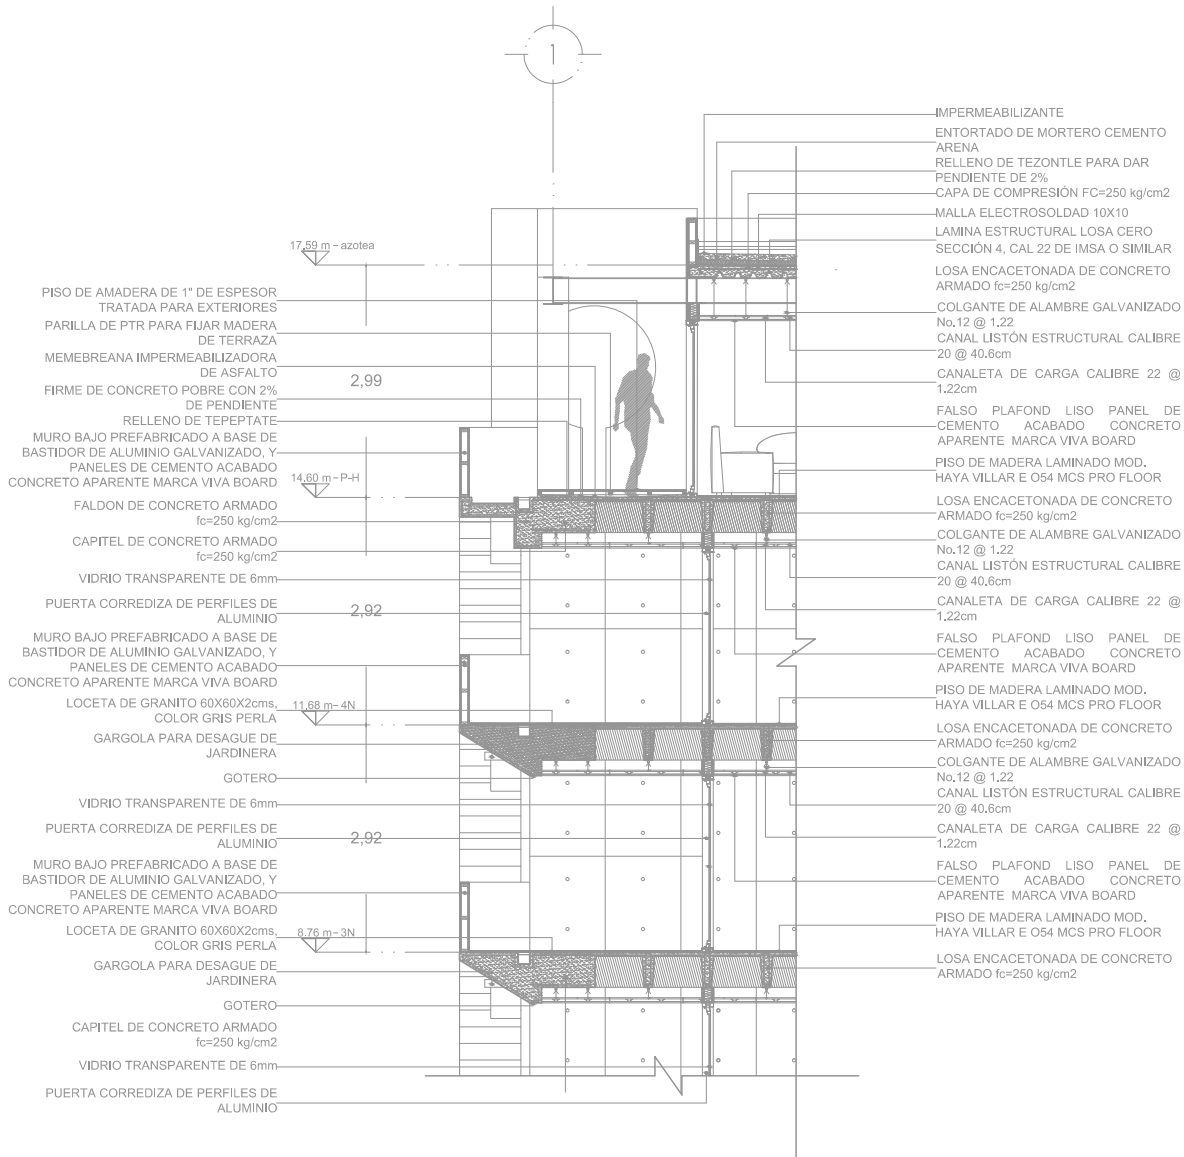 1
17,59 m – azotea
PISO DE AMADERA DE 1" DE ESPESOR
TRATADA PARA EXTERIORES
PARILLA DE PTR PARA FIJAR MADERA
DE TERRAZA
MEMEBREANA IMPERMEABILIZADORA
DE ASFALTO
2,99
FIRME DE CONCRETO POBRE CON 2%
DE PENDIENTE
RELLENO DE TEPEPTATE
MURO BAJO PREFABRICADO A BASE DE
BASTIDOR DE ALUMINIO GALVANIZADO, Y
PANELES DE CEMENTO ACABADO
CONCRETO APARENTE MARCA VIVA BOARD
14.60 m – P-H
FALDON DE CONCRETO ARMADO
fc=250 kg/cm2
CAPITEL DE CONCRETO ARMADO
fc=250 kg/cm2
VIDRIO TRANSPARENTE DE 6mm
PUERTA CORREDIZA DE PERFILES DE
ALUMINIO
2,92
MURO BAJO PREFABRICADO A BASE DE
BASTIDOR DE ALUMINIO GALVANIZADO, Y
PANELES DE CEMENTO ACABADO
CONCRETO APARENTE MARCA VIVA BOARD
LOCETA DE GRANITO 60X60X2cms,
COLOR GRIS PERLA
11,68 m– 4N
GARGOLA PARA DESAGUE DE
JARDINERA
GOTERO
VIDRIO TRANSPARENTE DE 6mm
PUERTA CORREDIZA DE PERFILES DE
ALUMINIO
2,92
MURO BAJO PREFABRICADO A BASE DE
BASTIDOR DE ALUMINIO GALVANIZADO, Y
PANELES DE CEMENTO ACABADO
CONCRETO APARENTE MARCA VIVA BOARD
LOCETA DE GRANITO 60X60X2cms,
COLOR GRIS PERLA
8.76 m – 3N
GARGOLA PARA DESAGUE DE
JARDINERA
GOTERO
CAPITEL DE CONCRETO ARMADO
fc=250 kg/cm2
VIDRIO TRANSPARENTE DE 6mm
PUERTA CORREDIZA DE PERFILES DE
ALUMINIO
IMPERMEABILIZANTE
ENTORTADO DE MORTERO CEMENTO
ARENA
RELLENO DE TEZONTLE PARA DAR
PENDIENTE DE 2%
CAPA DE COMPRESIÓN FC=250 kg/cm2
MALLA ELECTROSOLDAD 10X10
LAMINA ESTRUCTURAL LOSA CERO
SECCIÓN 4, CAL 22 DE IMSA O SIMILAR
LOSA ENCACETONADA DE CONCRETO
ARMADO fc=250 kg/cm2
COLGANTE DE ALAMBRE GALVANIZADO
No.12 @ 1.22
CANAL LISTÓN ESTRUCTURAL CALIBRE
20 @ 40.6cm
CANALETA DE CARGA CALIBRE 22 @
1.22cm
FALSO PLAFOND LISO PANEL DE
CEMENTO ACABADO CONCRETO
APARENTE MARCA VIVA BOARD
PISO DE MADERA LAMINADO MOD.
HAYA VILLAR E O54 MCS PRO FLOOR
LOSA ENCACETONADA DE CONCRETO
ARMADO fc=250 kg/cm2
COLGANTE DE ALAMBRE GALVANIZADO
No.12 @ 1.22
CANAL LISTÓN ESTRUCTURAL CALIBRE
20 @ 40.6cm
CANALETA DE CARGA CALIBRE 22 @
1.22cm
FALSO PLAFOND LISO PANEL DE
CEMENTO ACABADO CONCRETO
APARENTE MARCA VIVA BOARD
PISO DE MADERA LAMINADO MOD.
HAYA VILLAR E O54 MCS PRO FLOOR
LOSA ENCACETONADA DE CONCRETO
ARMADO fc=250 kg/cm2
COLGANTE DE ALAMBRE GALVANIZADO
No.12 @ 1.22
CANAL LISTÓN ESTRUCTURAL CALIBRE
20 @ 40.6cm
CANALETA DE CARGA CALIBRE 22 @
1.22cm
FALSO PLAFOND LISO PANEL DE
CEMENTO ACABADO CONCRETO
APARENTE MARCA VIVA BOARD
PISO DE MADERA LAMINADO MOD.
HAYA VILLAR E O54 MCS PRO FLOOR
LOSA ENCACETONADA DE CONCRETO
ARMADO fc=250 kg/cm2